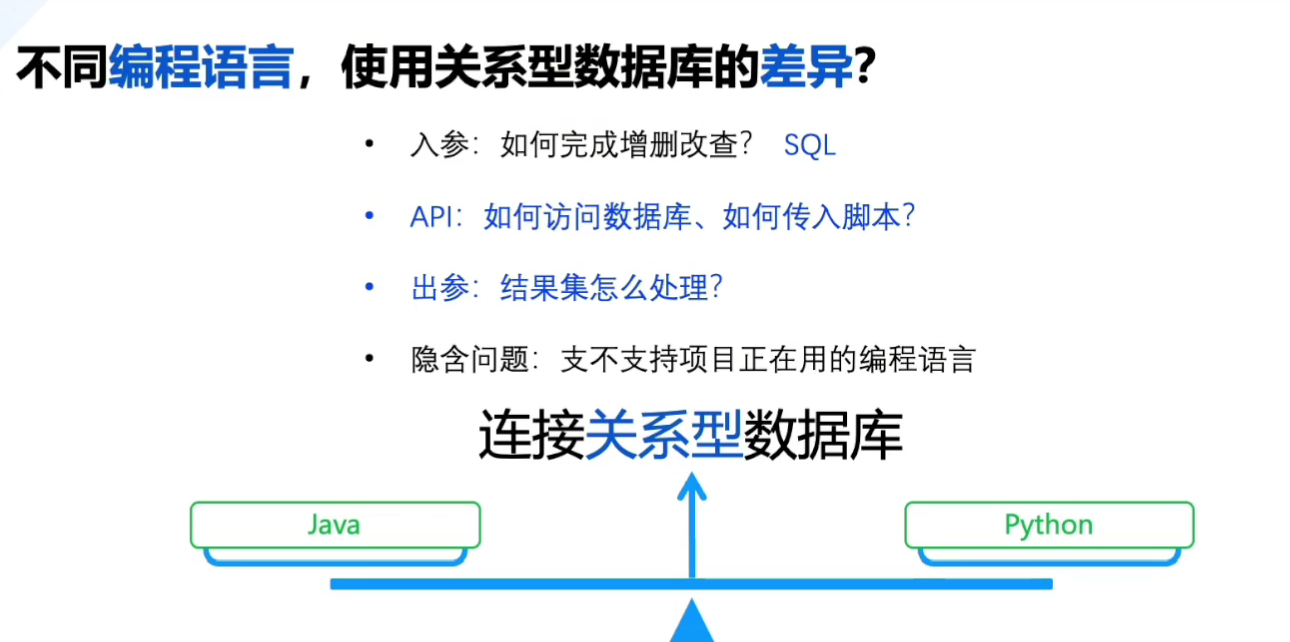 不同编程语言，使用关系型数据库的差异？
• 入参：如何完成增删改查？ SQL
• API：如何访问数据库、如何传入脚本？
• 出参：结果集怎么处理？
• 隐含问题：支不支持项目正在用的编程语言
连接关系型数据库
Java
Python